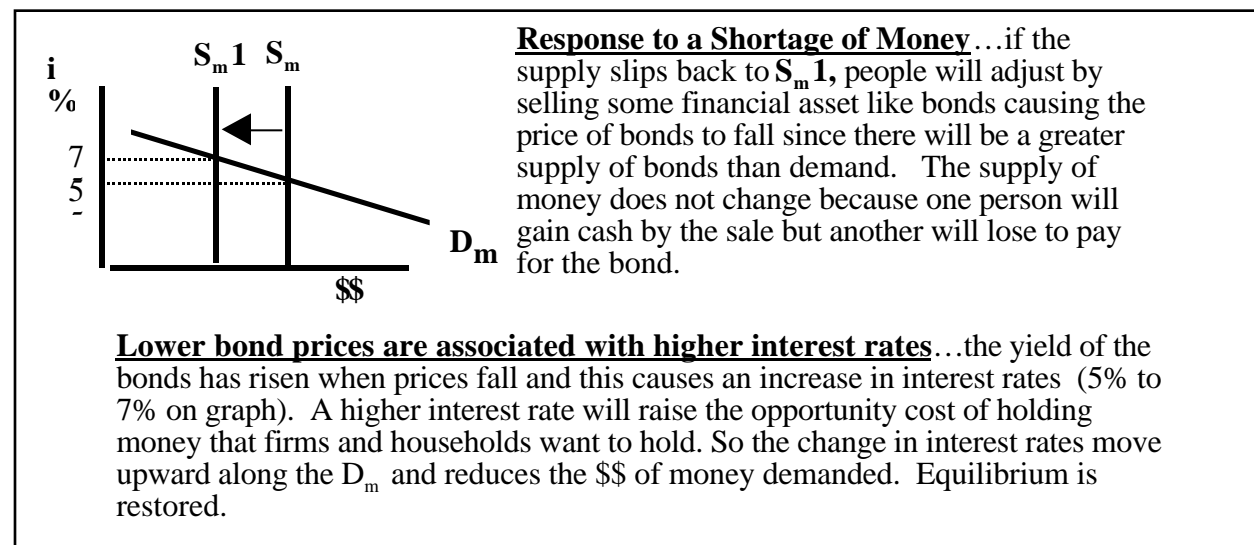 Response to a Shortage of Money…if the
supply slips back to Sm1, people will adjust by
selling some financial asset like bonds causing the
price of bonds to fall since there will be a greater
supply of bonds than demand. The supply of
money does not change because one person will
gain cash by the sale but another will lose to pay
for the bond.
Sm1 Sm
i
%
7
5
Dm
$$
Lower bond prices are associated with higher interest rates…the yield of the
bonds has risen when prices fall and this causes an increase in interest rates (5% to
7% on graph). A higher interest rate will raise the opportunity cost of holding
money that firms and households want to hold. So the change in interest rates move
upward along the Dm and reduces the $$ of money demanded. Equilibrium is
restored.